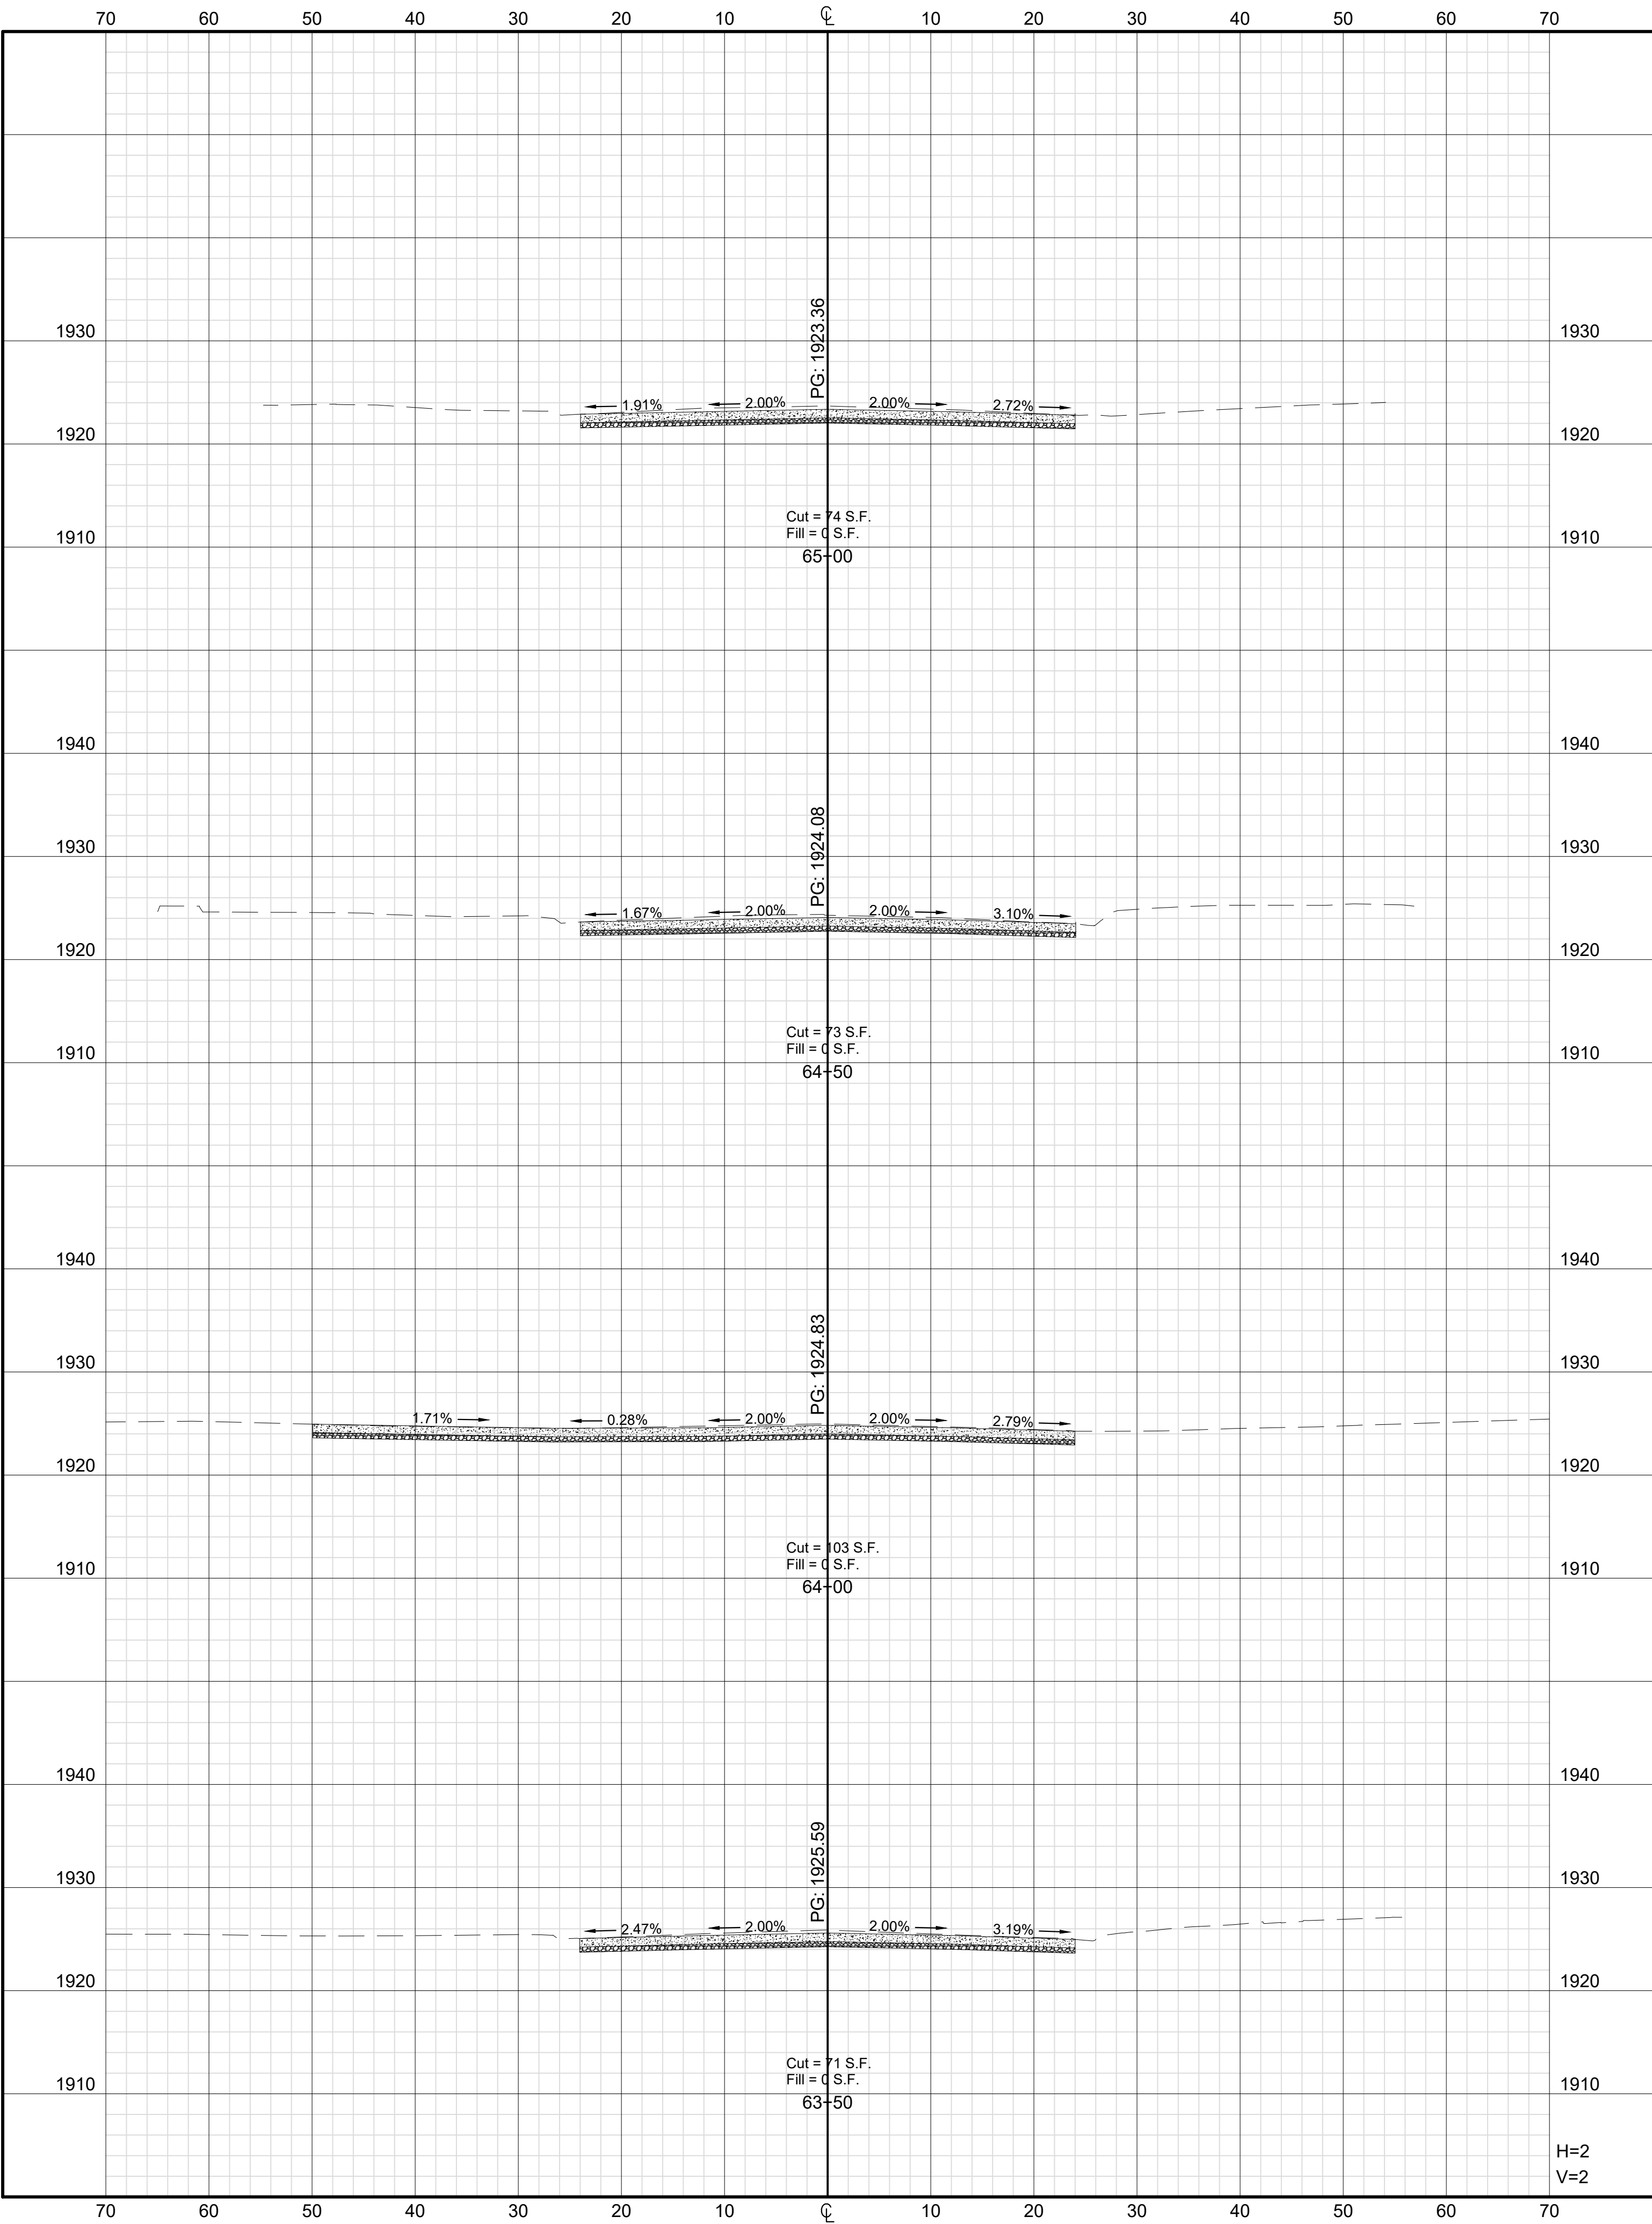 70 60 50 40 30 20 10 ℄ 10 20 30 40 50 60 70
PG: 1923.36
1930 1930
1.91% 2.00% 2.00% 2.72%
1920 1920
Cut = 74 S.F.
Fill = 0 S.F.
1910 1910
65+00
1940 1940
PG: 1924.08
1930 1930
1.67% 2.00% 2.00% 3.10%
1920 1920
Cut = 73 S.F.
Fill = 0 S.F.
1910 1910
64+50
1940 1940
PG: 1924.83
1930 1930
1.71% 0.28% 2.00% 2.00% 2.79%
1920 1920
Cut = 103 S.F.
Fill = 0 S.F.
1910 1910
64+00
1940 1940
PG: 1925.59
1930 1930
2.47% 2.00% 2.00% 3.19%
1920 1920
Cut = 71 S.F.
Fill = 0 S.F.
1910 1910
63+50
H=2
V=2
70 60 50 40 30 20 10 ℄ 10 20 30 40 50 60 70